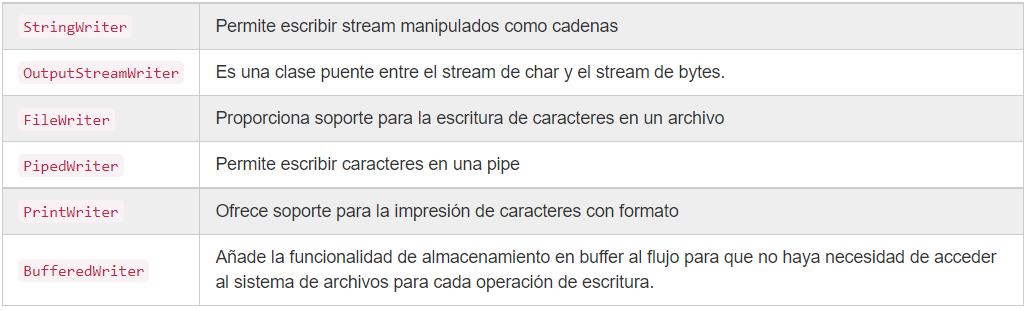 StringWriter Permite escribir stream manipulados como cadenas
OutputStreamWriter Es una clase puente entre el stream de char y el stream de bytes.
FileWriter Proporciona soporte para la escritura de caracteres en un archivo
PipedWriter Permite escribir caracteres en una pipe
PrintWriter Ofrece soporte para la impresión de caracteres con formato
BufferedWriter Añade la funcionalidad de almacenamiento en buffer al flujo para que no haya necesidad de acceder
al sistema de archivos para cada operación de escritura.